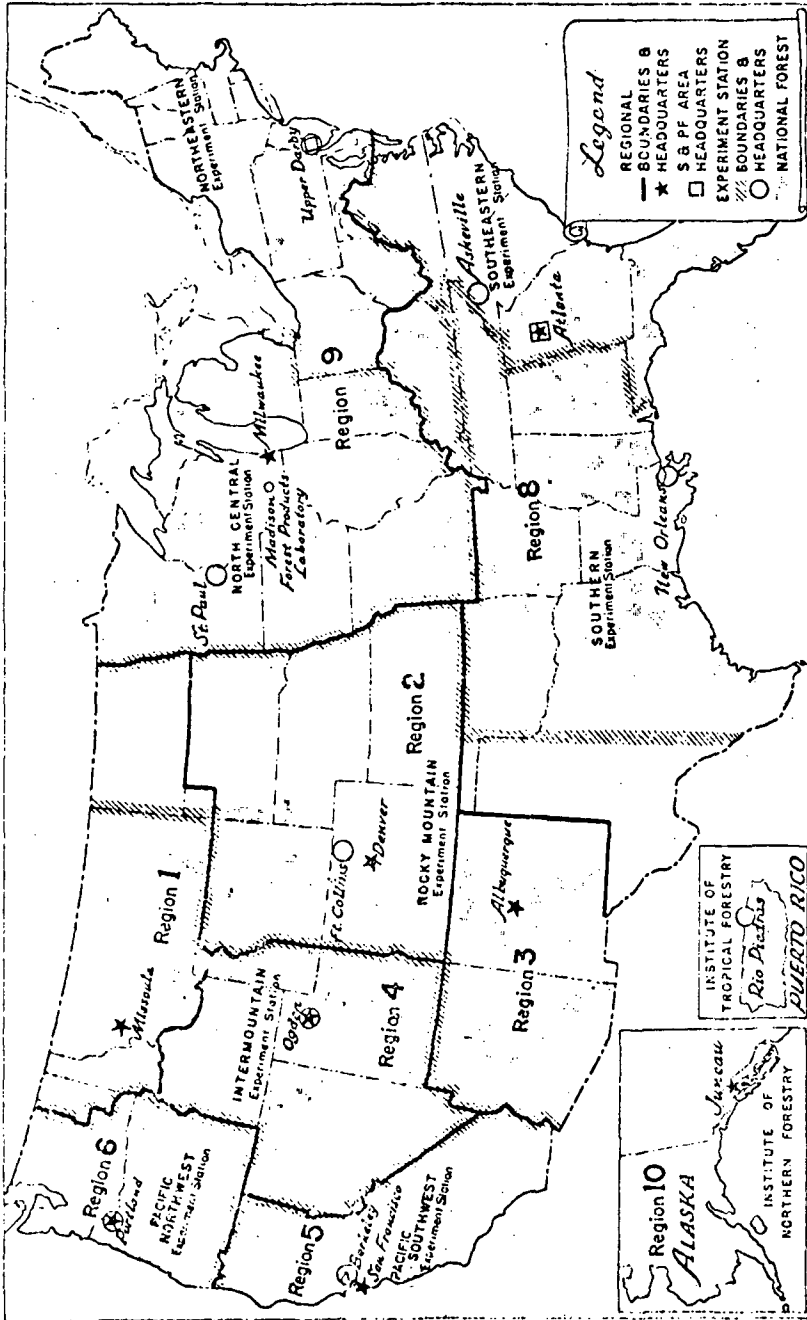 Region 6
Portland
PACIFIC
NORTHWEST
Experiment Station
Missoula
Region 1
INTERMOUNTAIN
Experiment Station
Ogden
Region 4
Region 5
Berkeley
San Francisco
PACIFIC
SOUTHWEST
Experiment Station
Ft. Collins
Denver
Region 2
ROCKY MOUNTAIN
Experiment Station
Albuquerque
Region 3
St. Paul
NORTH CENTRAL
Experiment Station
Madison
Forest Products
Laboratory
Milwaukee
Region 9
NORTHEASTERN
Experiment Station
Upper Darby
Asheville
SOUTHEASTERN
Experiment Station
Atlanta
Region 8
SOUTHERN
Experiment Station
New Orleans
Region 10
ALASKA
Juneau
INSTITUTE OF
NORTHERN FORESTRY
INSTITUTE OF
TROPICAL FORESTRY
Rio Piedras
PUERTO RICO
Legend
REGIONAL
BOUNDARIES &
HEADQUARTERS
S & PF AREA
HEADQUARTERS
EXPERIMENT STATION
BOUNDARIES &
HEADQUARTERS
NATIONAL FOREST